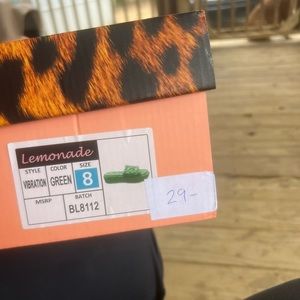 Lemonade
STYLE COLOR SIZE
VIBRATION GREEN 8
MSRP BATCH
BL8112
29-